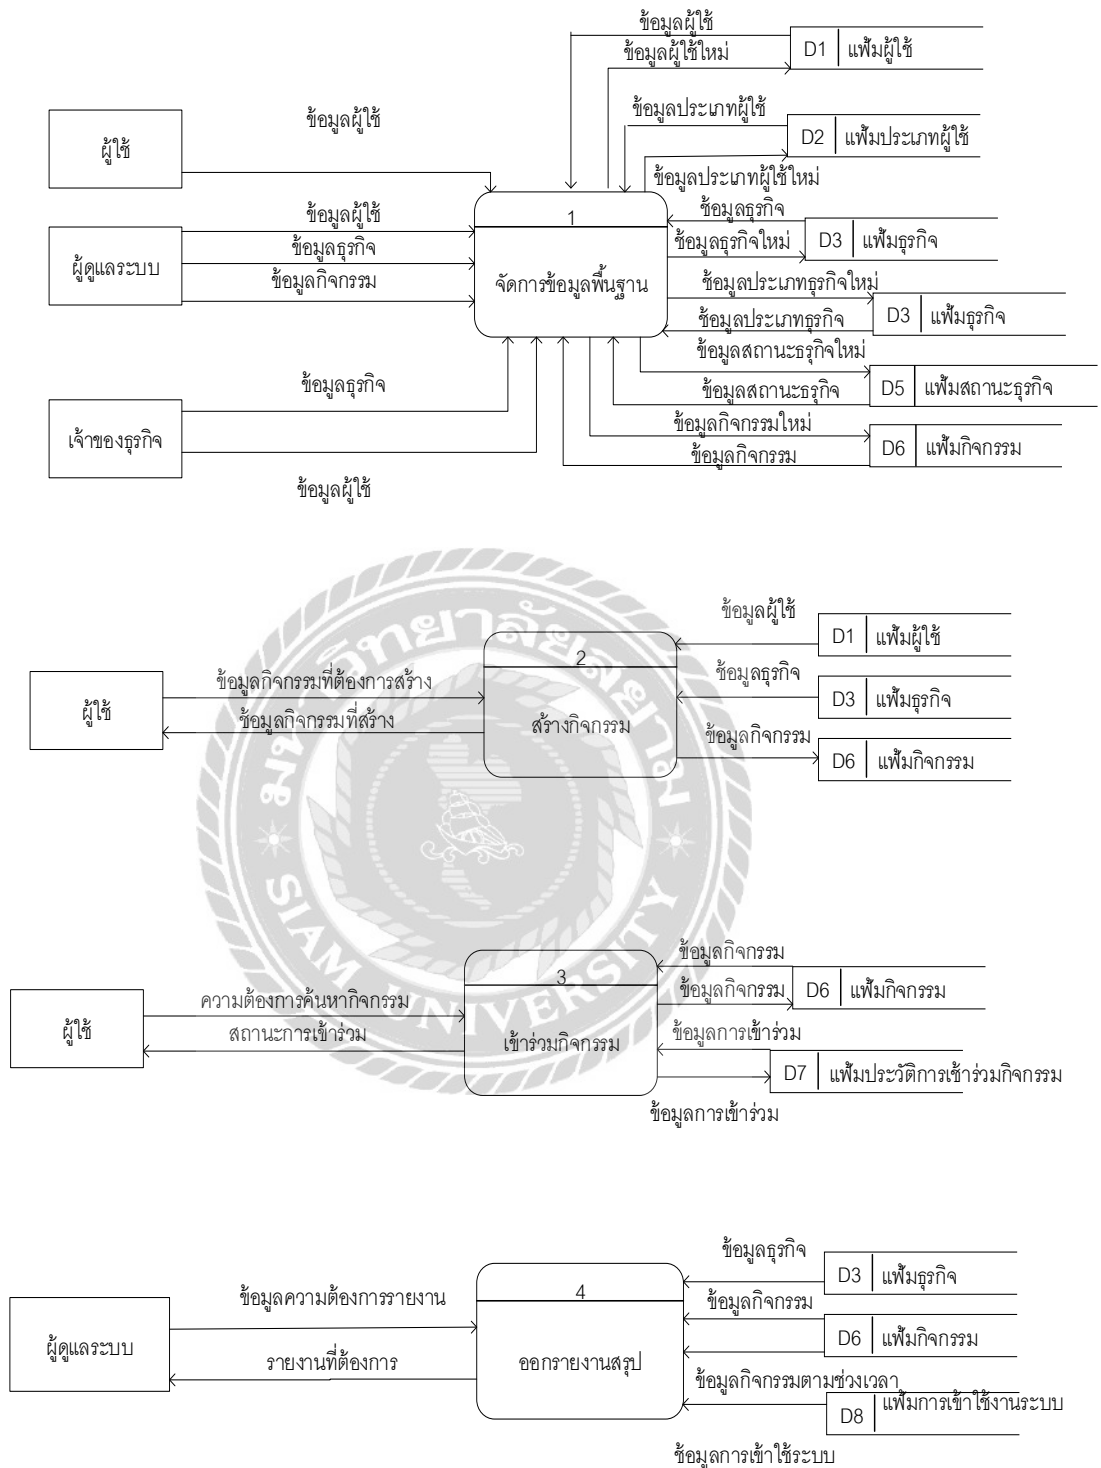 ข้อมูลผู้ใช้
D1 แฟ้มผู้ใช้
ข้อมูลผู้ใช้ใหม่
ข้อมูลประเภทผู้ใช้
D2 แฟ้มประเภทผู้ใช้
ข้อมูลประเภทผู้ใช้ใหม่
ผู้ใช้
ข้อมูลผู้ใช้
ผู้ดูแลระบบ
ข้อมูลผู้ใช้
ข้อมูลธุรกิจ
ข้อมูลกิจกรรม
1
จัดการข้อมูลพื้นฐาน
ข้อมูลธุรกิจ
ข้อมูลธุรกิจใหม่
D3 แฟ้มธุรกิจ
ข้อมูลประเภทธุรกิจใหม่
ข้อมูลประเภทธุรกิจ
D3 แฟ้มธุรกิจ
ข้อมูลสถานะธรุกิจใหม่
ข้อมูลสถานะธรุกิจ
D5 แฟ้มสถานะธุรกิจ
ข้อมูลกิจกรรมใหม่
ข้อมูลกิจกรรม
D6 แฟ้มกิจกรรม
เจ้าของธุรกิจ
ข้อมูลธุรกิจ
ข้อมูลผู้ใช้
มหาวิทยาลัยสยาม
SIAM UNIVERSITY
ผู้ใช้
ข้อมูลกิจกรรมที่ต้องการสร้าง
ข้อมูลกิจกรรมที่สร้าง
2
สร้างกิจกรรม
ข้อมูลผู้ใช้
D1 แฟ้มผู้ใช้
ข้อมูลธุรกิจ
D3 แฟ้มธุรกิจ
ข้อมูลกิจกรรม
D6 แฟ้มกิจกรรม
ผู้ใช้
ความต้องการค้นหากิจกรรม
สถานะการเข้าร่วม
3
เข้าร่วมกิจกรรม
ข้อมูลกิจกรรม
ข้อมูลกิจกรรม
D6 แฟ้มกิจกรรม
ข้อมูลการเข้าร่วม
D7 แฟ้มประวัติการเข้าร่วมกิจกรรม
ข้อมูลการเข้าร่วม
ผู้ดูแลระบบ
ข้อมูลความต้องการรายงาน
รายงานที่ต้องการ
4
ออกรายงานสรุป
ข้อมูลธุรกิจ
D3 แฟ้มธุรกิจ
ข้อมูลกิจกรรม
D6 แฟ้มกิจกรรม
ข้อมูลกิจกรรมตามช่วงเวลา
D8 แฟ้มการเข้าใช้งานระบบ
ข้อมูลการเข้าใช้ระบบ